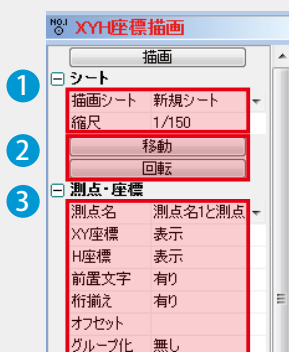 NO.1 XYH座標描画
描画
1 シート
描画シート 新規シート
縮尺 1/150
2 移動
回転
3 測点・座標
測点名 測点名1と測点
XY座標 表示
H座標 表示
前置文字 有り
桁揃え 有り
オフセット
グループ化 無し